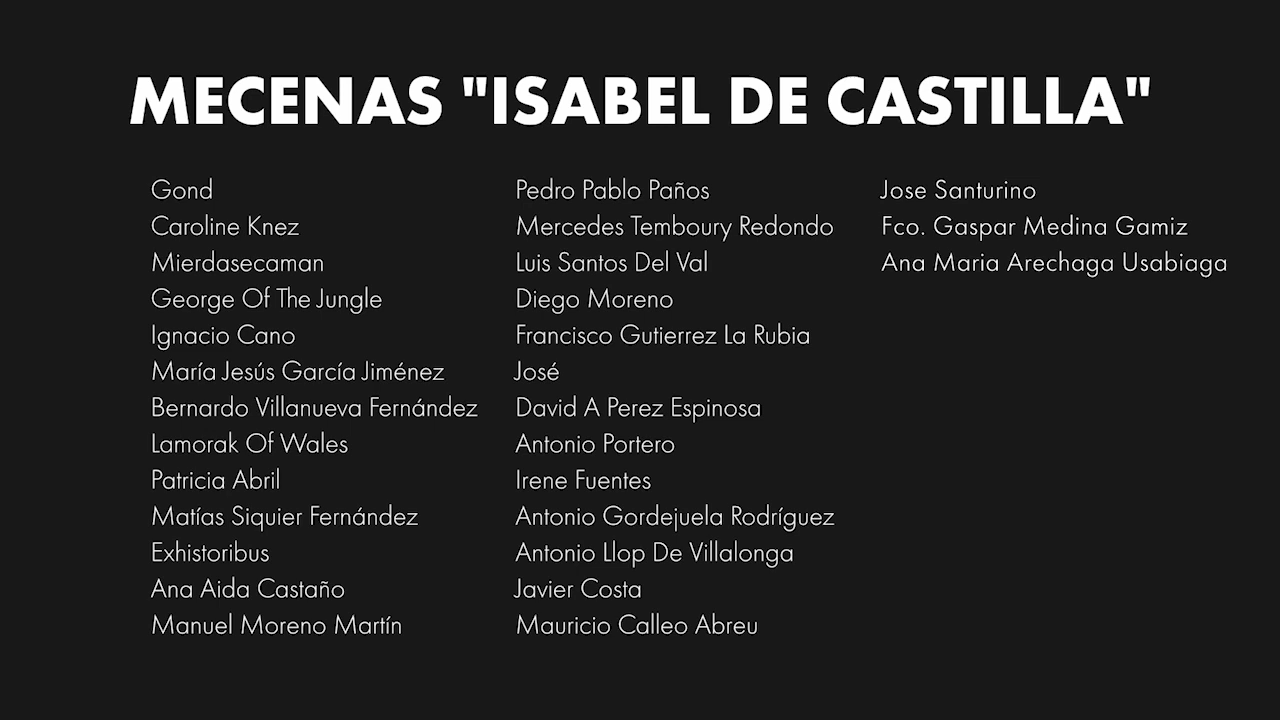 MECENAS "ISABEL DE CASTILLA"
Gond
Caroline Knez
Mierdasecaman
George Of The Jungle
Ignacio Cano
María Jesús García Jiménez
Bernardo Villanueva Fernández
Lamorak Of Wales
Patricia Abril
Matías Siquier Fernández
Exhistoribus
Ana Aida Castaño
Manuel Moreno Martín
Pedro Pablo Paños
Mercedes Temboury Redondo
Luis Santos Del Val
Diego Moreno
Francisco Gutierrez La Rubia
José
David A Perez Espinosa
Antonio Portero
Irene Fuentes
Antonio Gordejuela Rodríguez
Antonio Llop De Villalonga
Javier Costa
Mauricio Calleo Abreu
Jose Santurino
Fco. Gaspar Medina Gamiz
Ana Maria Arechaga Usabiaga